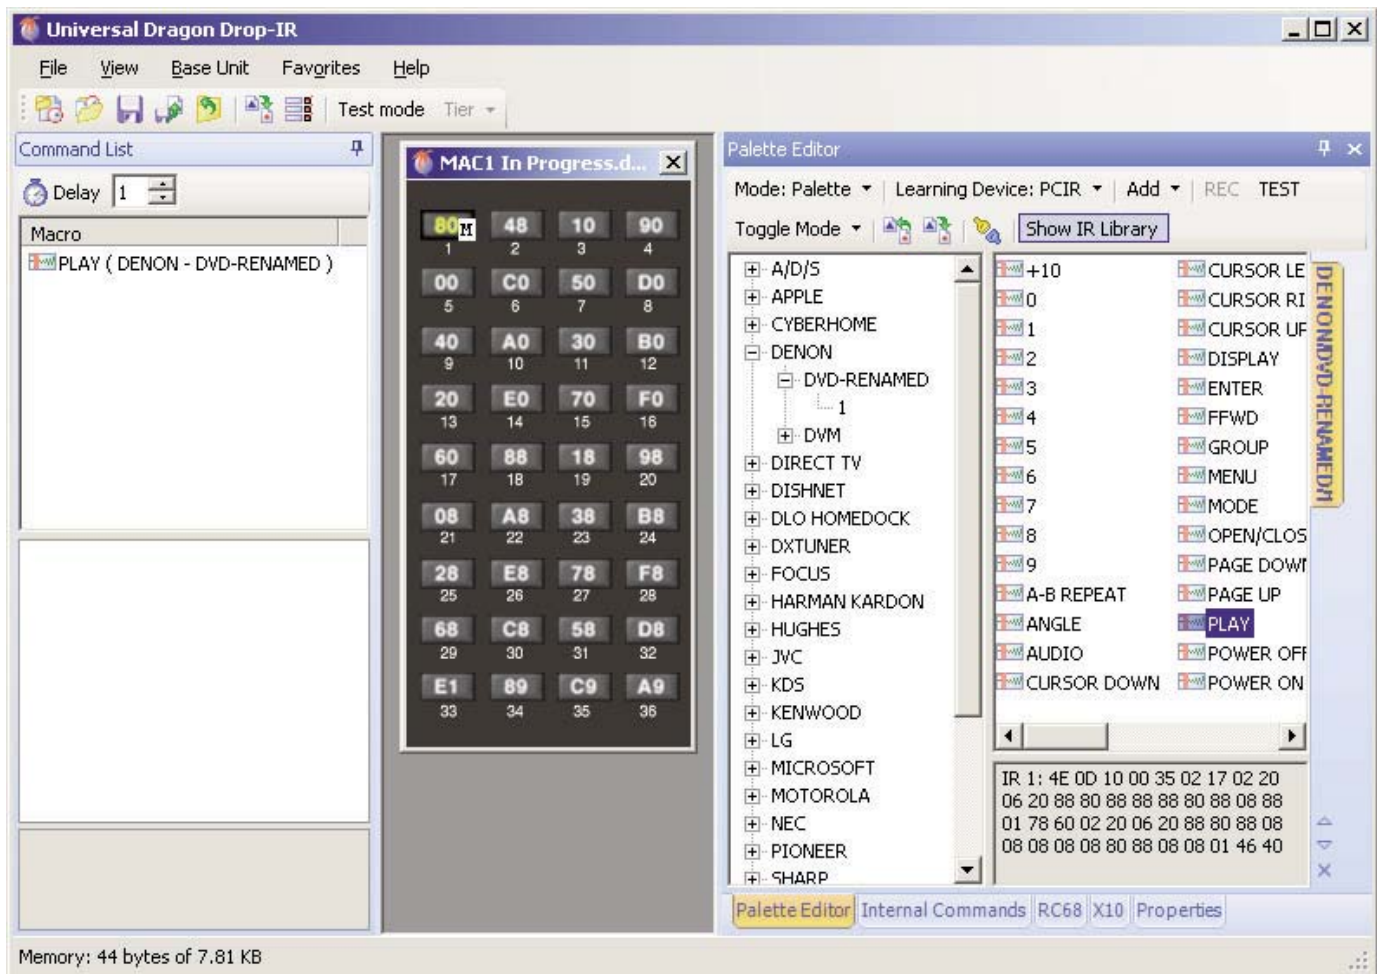 Universal Dragon Drop-IR
File View Base Unit Favorites Help
Test mode Tier
Command List
Delay 1
Macro
PLAY ( DENON - DVD-RENAMED )
MAC1 In Progress.d...
80 M 48 10 90
1 2 3 4
00 C0 50 D0
5 6 7 8
40 A0 30 B0
9 10 11 12
20 E0 70 F0
13 14 15 16
60 88 18 98
17 18 19 20
08 A8 38 B8
21 22 23 24
28 E8 78 F8
25 26 27 28
68 C8 58 D8
29 30 31 32
E1 89 C9 A9
33 34 35 36
Palette Editor
Mode: Palette Learning Device: PCIR Add REC TEST
Toggle Mode Show IR Library
A/D/S
APPLE
CYBERHOME
DENON
DVD-RENAMED
1
DVM
DIRECT TV
DISHNET
DLO HOMEDOCK
DXTUNER
FOCUS
HARMAN KARDON
HUGHES
JVC
KDS
KENWOOD
LG
MICROSOFT
MOTOROLA
NEC
PIONEER
SHARP
+10
0
1
2
3
4
5
6
7
8
9
A-B REPEAT
ANGLE
AUDIO
CURSOR DOWN
CURSOR LE
CURSOR RI
CURSOR UF
DISPLAY
ENTER
FFWD
GROUP
MENU
MODE
OPEN/CLOS
PAGE DOWN
PAGE UP
PLAY
POWER OFF
POWER ON
DENON/DVD-RENAMED/1
IR 1: 4E 0D 10 00 35 02 17 02 20
06 20 88 80 88 88 88 80 88 08 88
01 78 60 02 20 06 20 88 80 88 08
08 08 08 08 80 88 08 08 01 46 40
Palette Editor Internal Commands RC68 X10 Properties
Memory: 44 bytes of 7.81 KB